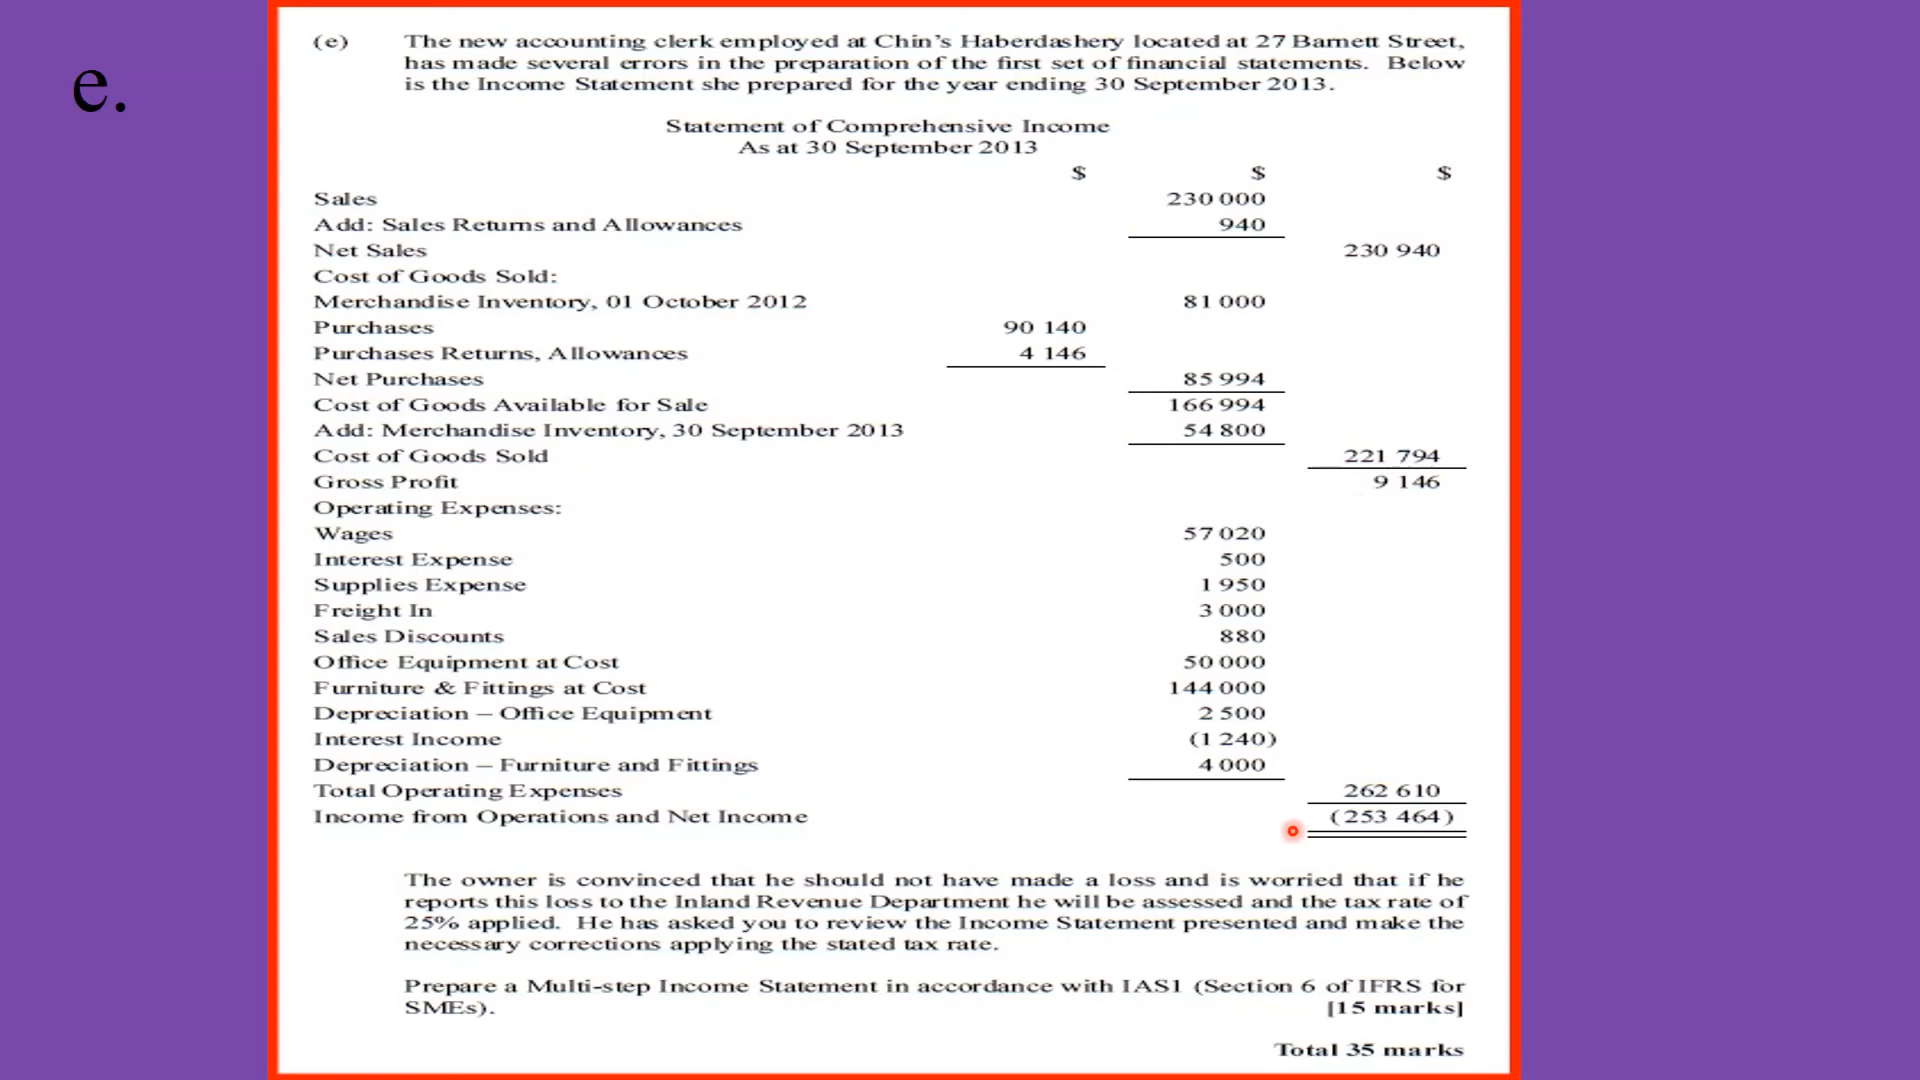 e.
(e) The new accounting clerk employed at Chin's Haberdashery located at 27 Barnett Street,
has made several errors in the preparation of the first set of financial statements. Below
is the Income Statement she prepared for the year ending 30 September 2013.
Statement of Comprehensive Income
As at 30 September 2013
$ $ $
Sales 230 000
Add: Sales Returns and Allowances 940
Net Sales 230 940
Cost of Goods Sold:
Merchandise Inventory, 01 October 2012 81 000
Purchases 90 140
Purchases Returns, Allowances 4 146
Net Purchases 85 994
Cost of Goods Available for Sale 166 994
Add: Merchandise Inventory, 30 September 2013 54 800
Cost of Goods Sold 221 794
Gross Profit 9 146
Operating Expenses:
Wages 57 020
Interest Expense 500
Supplies Expense 1 950
Freight In 3 000
Sales Discounts 880
Office Equipment at Cost 50 000
Furniture & Fittings at Cost 144 000
Depreciation – Office Equipment 2 500
Interest Income (1 240)
Depreciation – Furniture and Fittings 4 000
Total Operating Expenses 262 610
Income from Operations and Net Income (253 464)
The owner is convinced that he should not have made a loss and is worried that if he
reports this loss to the Inland Revenue Department he will be assessed and the tax rate of
25% applied. He has asked you to review the Income Statement presented and make the
necessary corrections applying the stated tax rate.
Prepare a Multi-step Income Statement in accordance with IAS1 (Section 6 of IFRS for
SMEs). [15 marks]
Total 35 marks